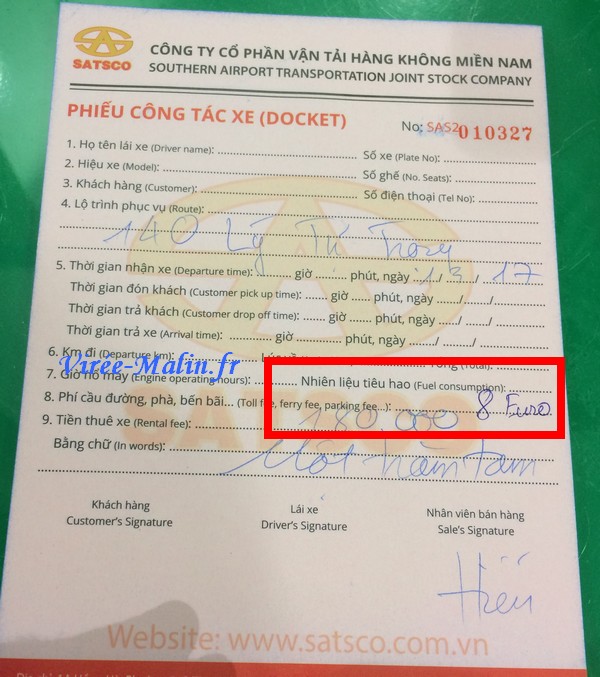 SATSCO
CÔNG TY CỔ PHẦN VẬN TẢI HÀNG KHÔNG MIỀN NAM
SOUTHERN AIRPORT TRANSPORTATION JOINT STOCK COMPANY
PHIẾU CÔNG TÁC XE (DOCKET)
No: SAS2 010327
1. Họ tên lái xe (Driver name): Số xe (Plate No):
2. Hiệu xe (Model): Số ghế (No. Seats):
3. Khách hàng (Customer): Số điện thoại (Tel No):
4. Lộ trình phục vụ (Route):
140 Lý Tự Trọng
5. Thời gian nhận xe (Departure time): giờ phút, ngày 1/3/17
Thời gian đón khách (Customer pick up time): giờ phút, ngày / /
Thời gian trả khách (Customer drop off time): giờ phút, ngày / /
Thời gian trả xe (Arrival time): giờ phút, ngày / /
6. Km đi (Departure km): (Total):
Viree-Malin.fr
7. Giờ nổ máy (Engine operating hours): Nhiên liệu tiêu hao (Fuel consumption):
8. Phí cầu đường, phà, bến bãi... (Toll fee, ferry fee, parking fee...):
9. Tiền thuê xe (Rental fee): 180.000 8 Euro
Bằng chữ (In words): Một trăm tám
Khách hàng Lái xe Nhân viên bán hàng
Customer's Signature Driver's Signature Sale's Signature
Hiếu
Website: www.satsco.com.vn